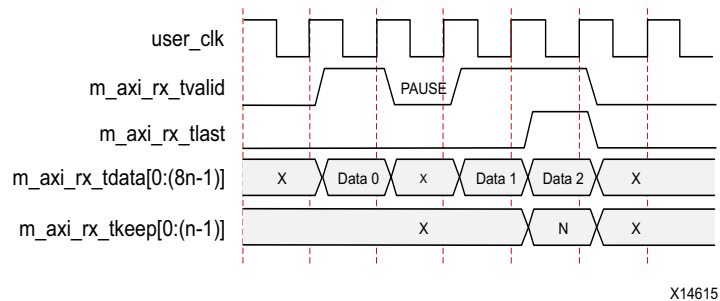 user_clk
m_axi_rx_tvalid
PAUSE
m_axi_rx_tlast
m_axi_rx_tdata[0:(8n-1)]
X Data 0 x Data 1 Data 2 X
m_axi_rx_tkeep[0:(n-1)]
X N X
X14615